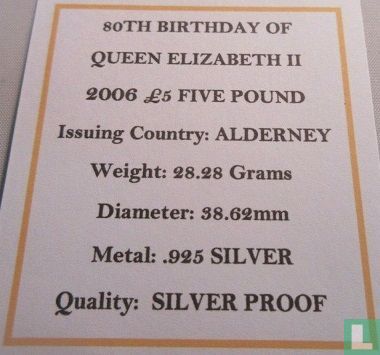 80TH BIRTHDAY OF
QUEEN ELIZABETH II
2006 £5 FIVE POUND
Issuing Country: ALDERNEY
Weight: 28.28 Grams
Diameter: 38.62mm
Metal: .925 SILVER
Quality: SILVER PROOF